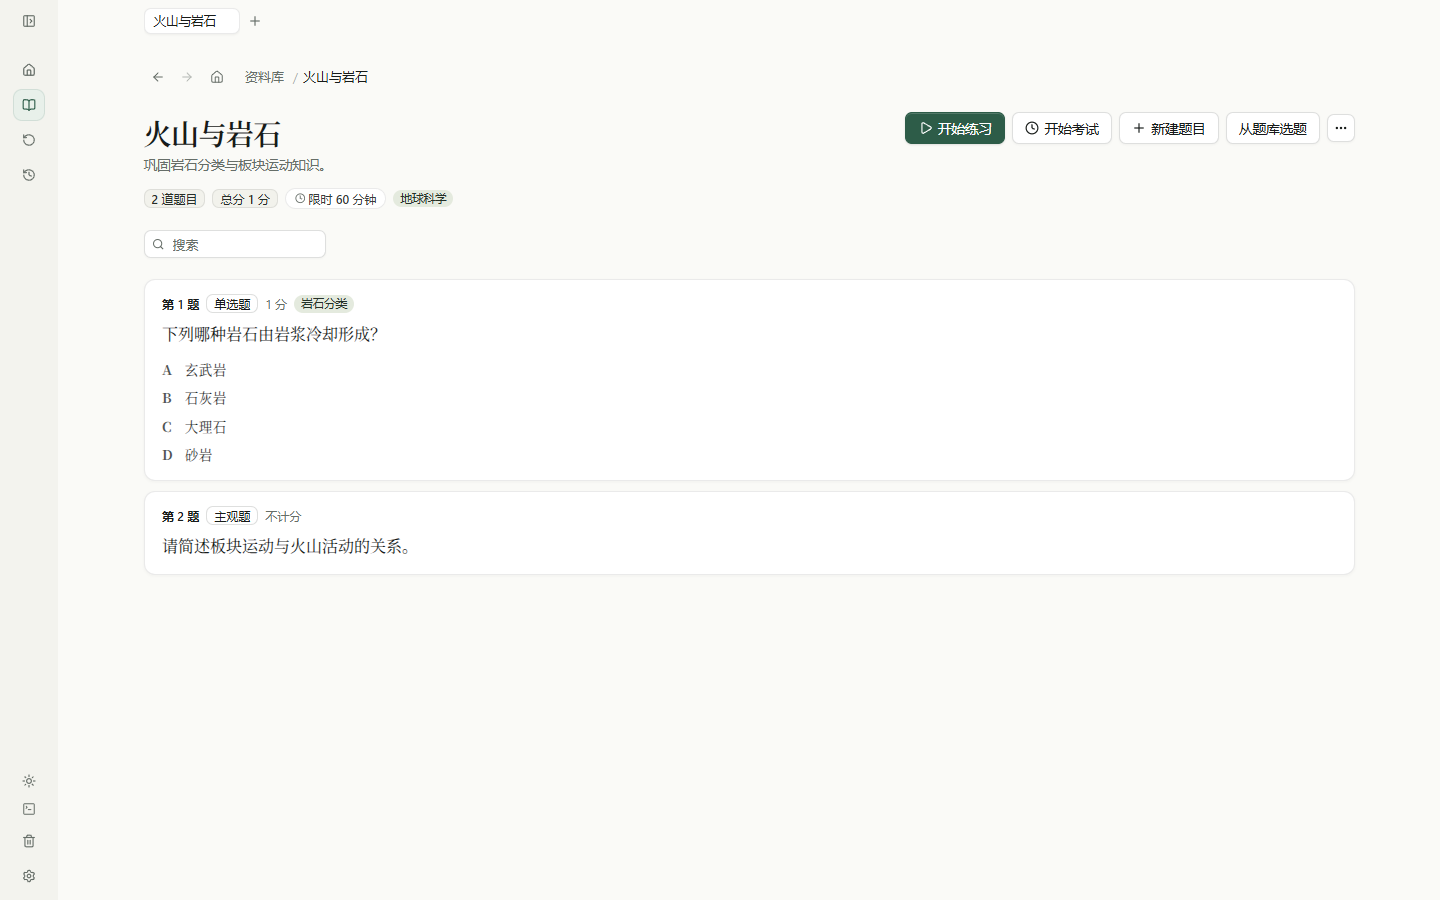 火山与岩石
资料库 / 火山与岩石
火山与岩石
开始练习 开始考试 新建题目 从题库选题
巩固岩石分类与板块运动知识。
2 道题目 总分 1 分 限时 60 分钟 地球科学
搜索
第 1 题 单选题 1 分 岩石分类
下列哪种岩石由岩浆冷却形成？
A 玄武岩
B 石灰岩
C 大理石
D 砂岩
第 2 题 主观题 不计分
请简述板块运动与火山活动的关系。